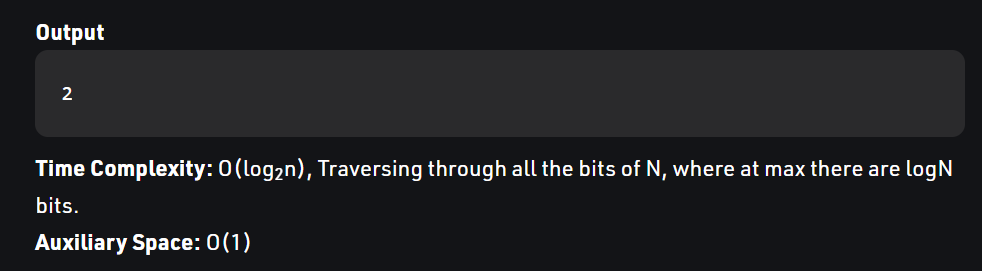 Output
2
Time Complexity: O(log₂n), Traversing through all the bits of N, where at max there are logN
bits.
Auxiliary Space: O(1)